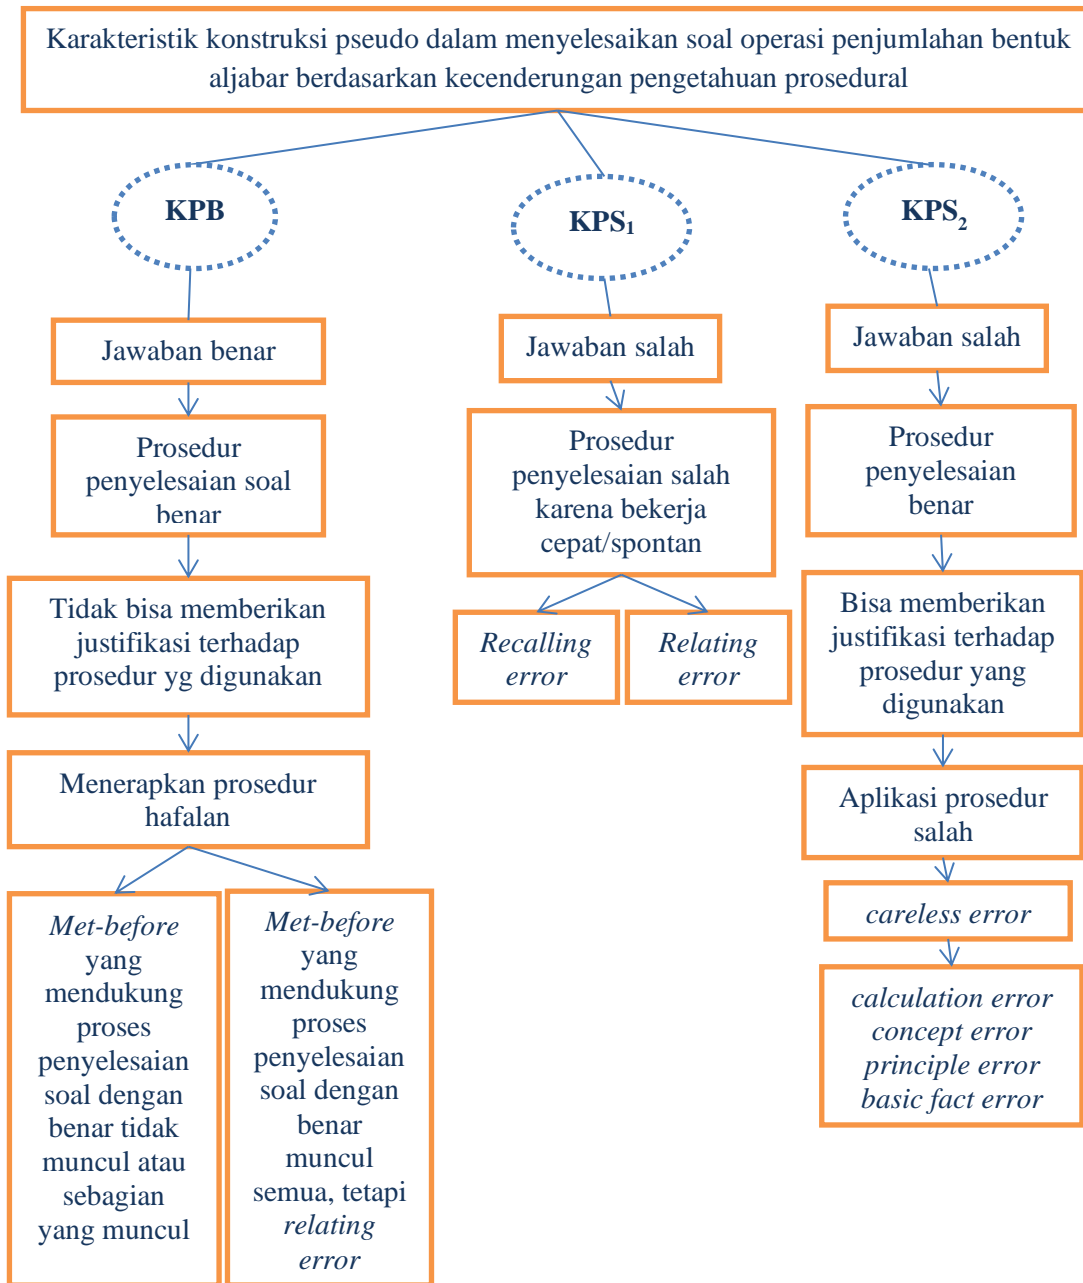 Karakteristik konstruksi pseudo dalam menyelesaikan soal operasi penjumlahan bentuk
aljabar berdasarkan kecenderungan pengetahuan prosedural
KPB
Jawaban benar
Prosedur
penyelesaian soal
benar
Tidak bisa memberikan
justifikasi terhadap
prosedur yg digunakan
Menerapkan prosedur
hafalan
Met-before
yang
mendukung
proses
penyelesaian
soal dengan
benar tidak
muncul atau
sebagian
yang muncul
Met-before
yang
mendukung
proses
penyelesaian
soal dengan
benar
muncul
semua, tetapi
relating
error
KPS₁
Jawaban salah
Prosedur
penyelesaian salah
karena bekerja
cepat/spontan
Recalling
error
Relating
error
KPS₂
Jawaban salah
Prosedur
penyelesaian
benar
Bisa memberikan
justifikasi terhadap
prosedur yang
digunakan
Aplikasi prosedur
salah
careless error
calculation error
concept error
principle error
basic fact error